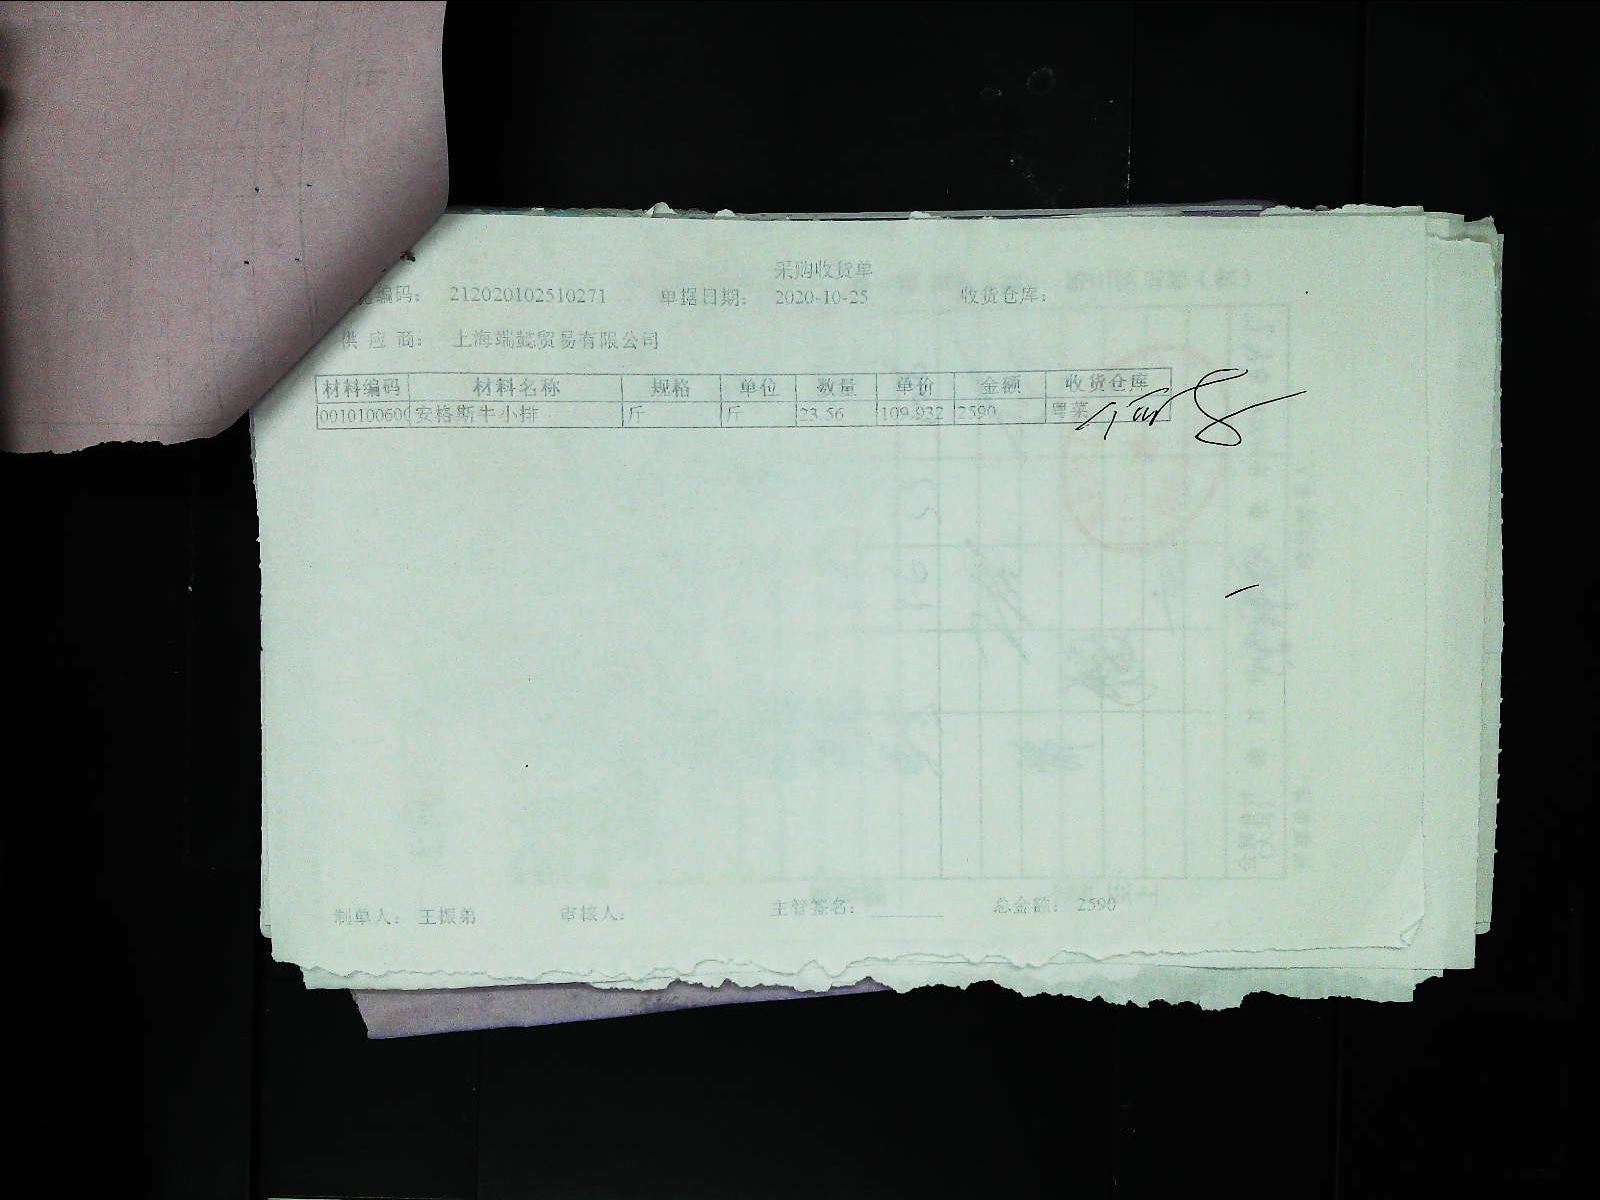 采购收货单
编码： 212020102510271 单据日期： 2020-10-25 收货仓库：
供 应 商： 上海端懿贸易有限公司
材料编码 材料名称 规格 单位 数量 单价 金额 收货仓库
0010100600 安格斯牛小排 斤 斤 23.56 109.932 2590 粤菜
制单人： 王振弟 审核人： 主管签名： 总金额： 2590